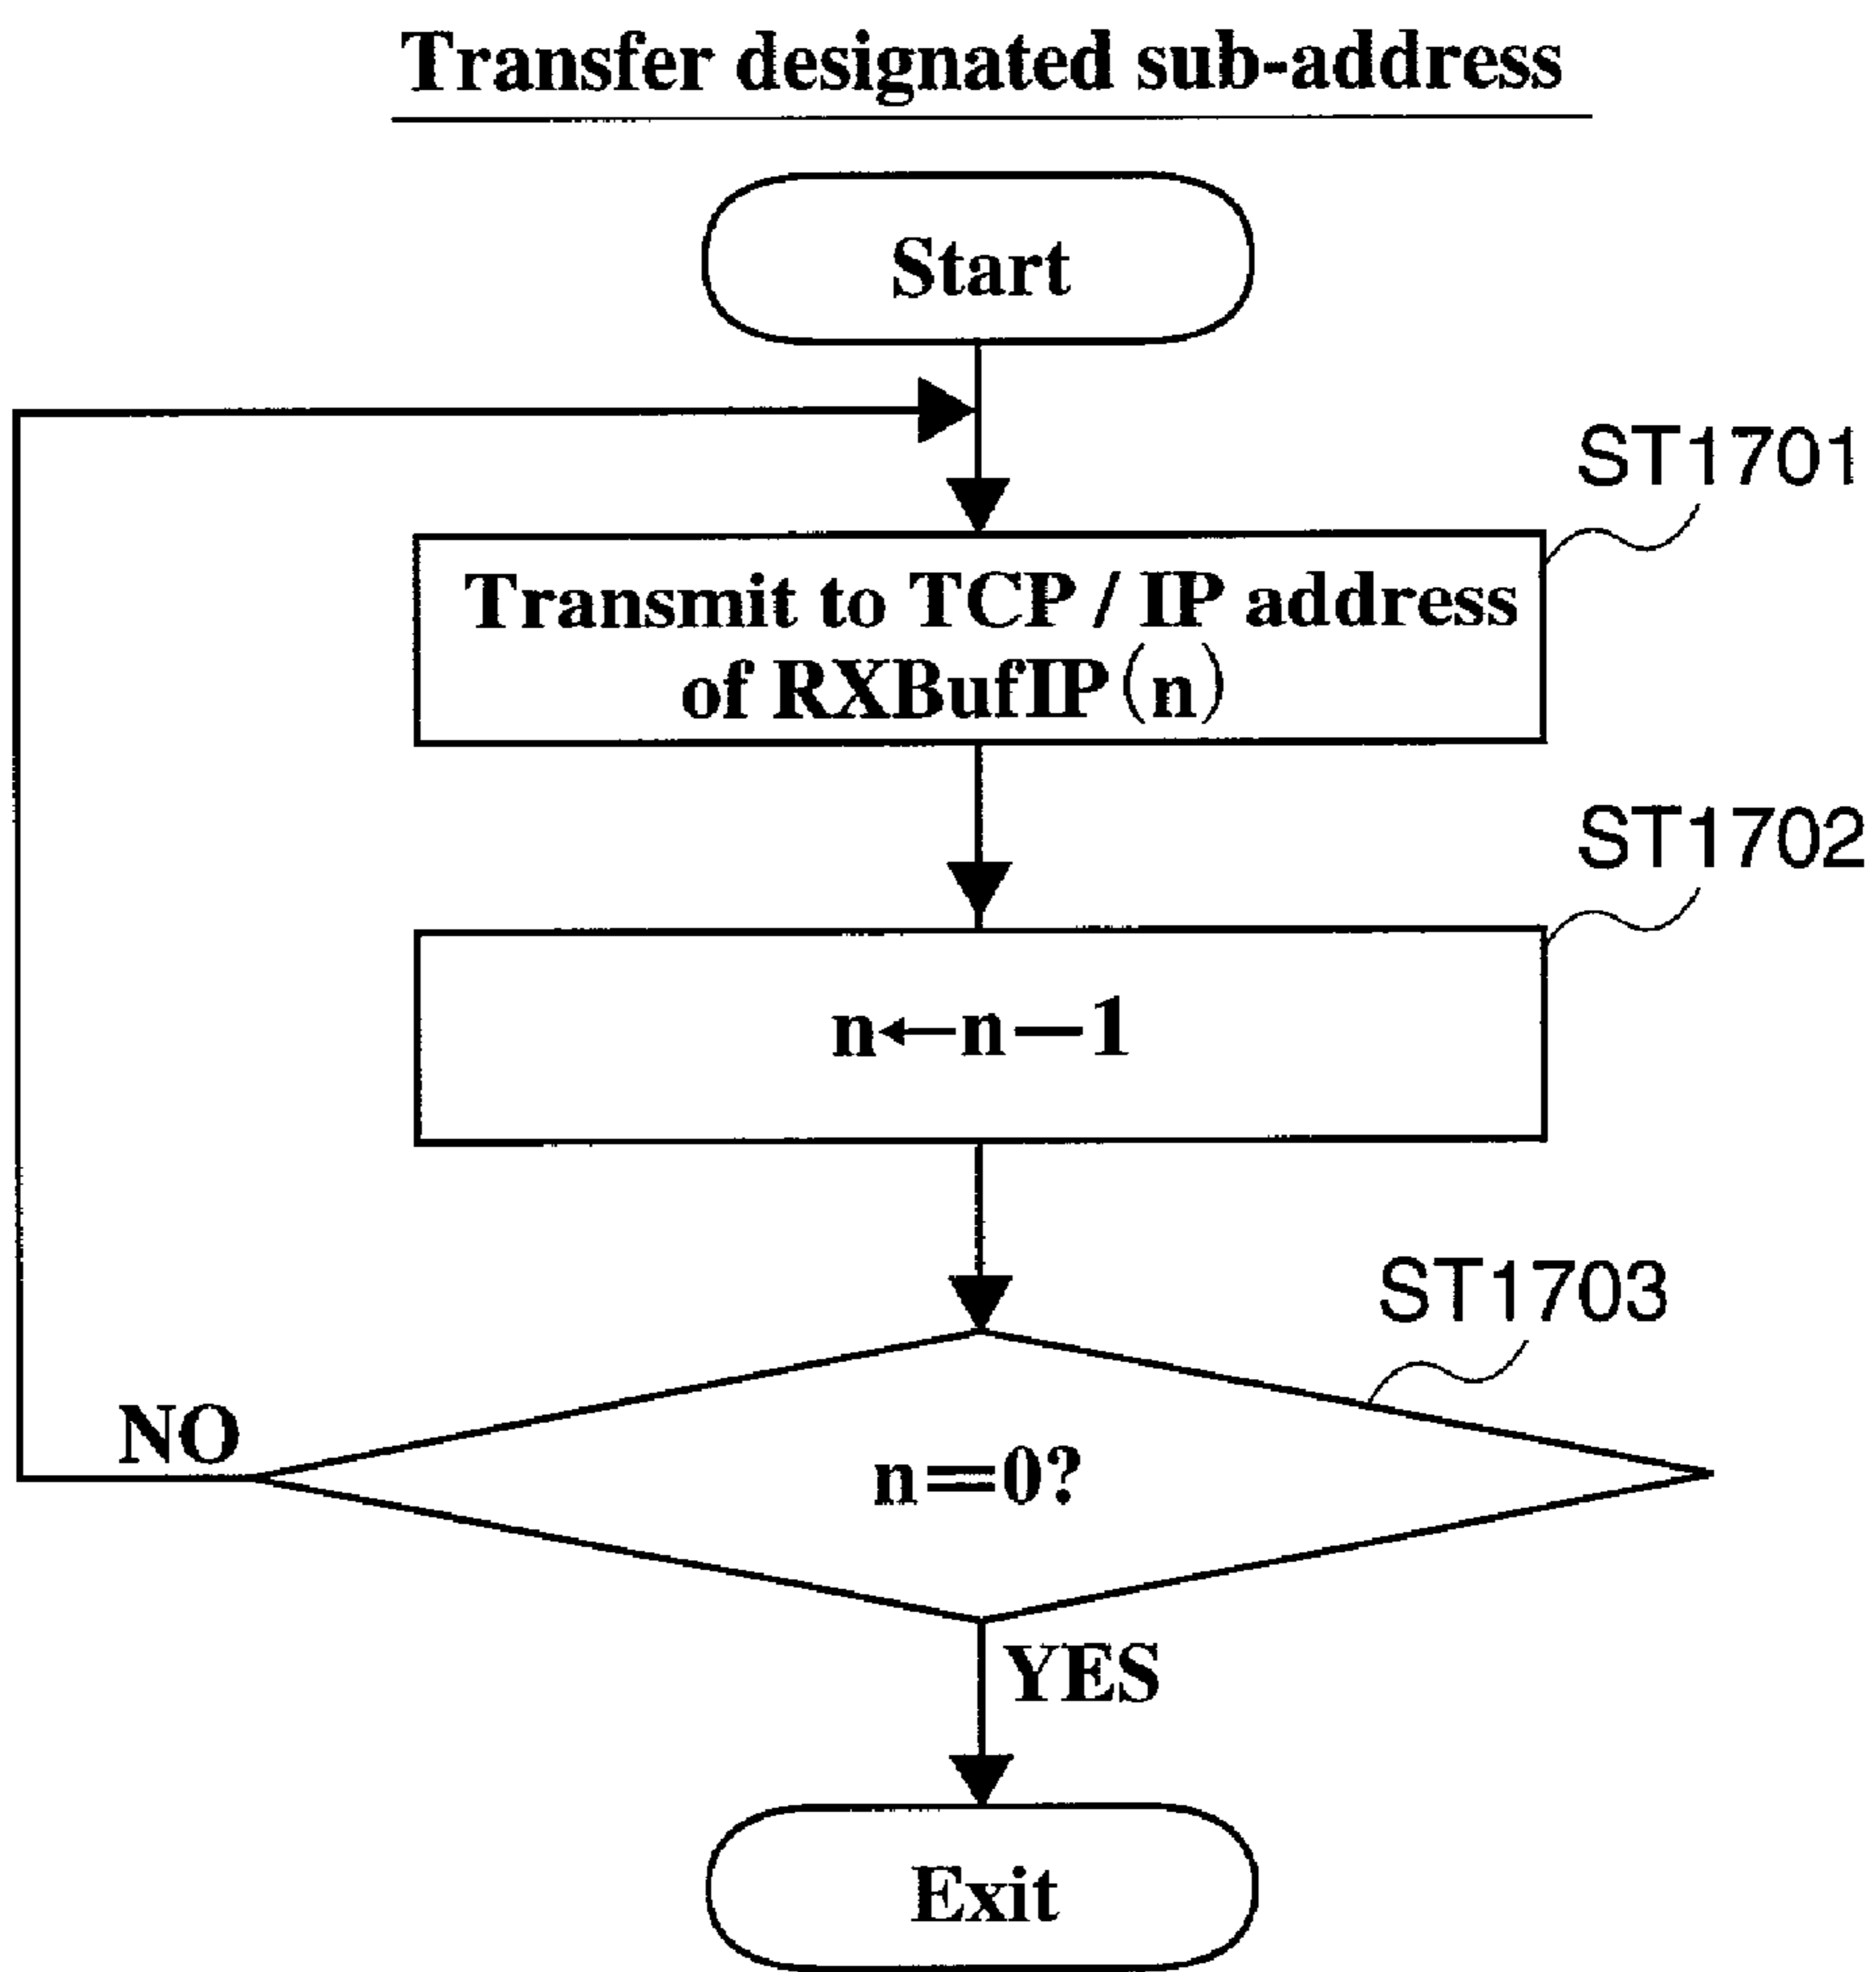 Transfer designated sub-address
Start
ST1701
Transmit to TCP / IP address
of RXBufIP(n)
ST1702
n←n−1
ST1703
NO
n==0?
YES
Exit